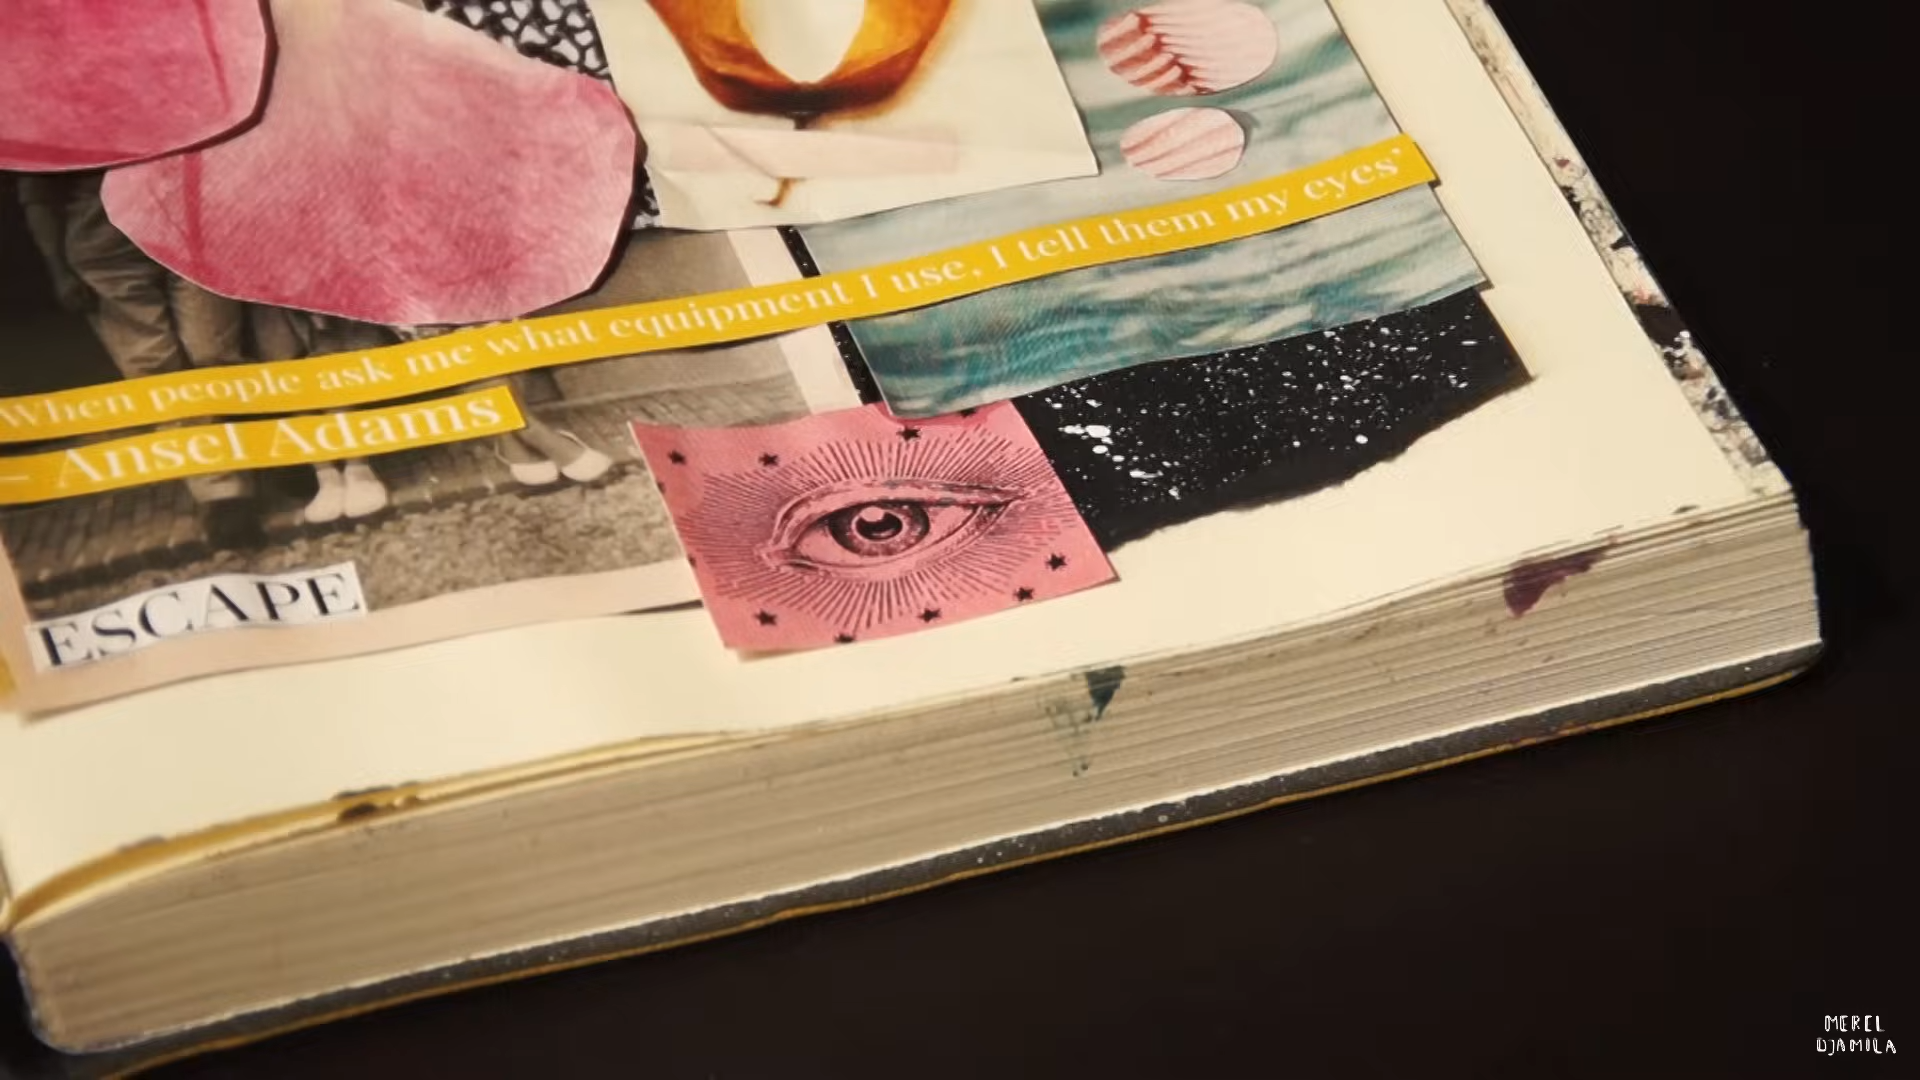 When people ask me what equipment I use, I tell them my eyes'
- Ansel Adams
ESCAPE
MEREL
DJAMILA